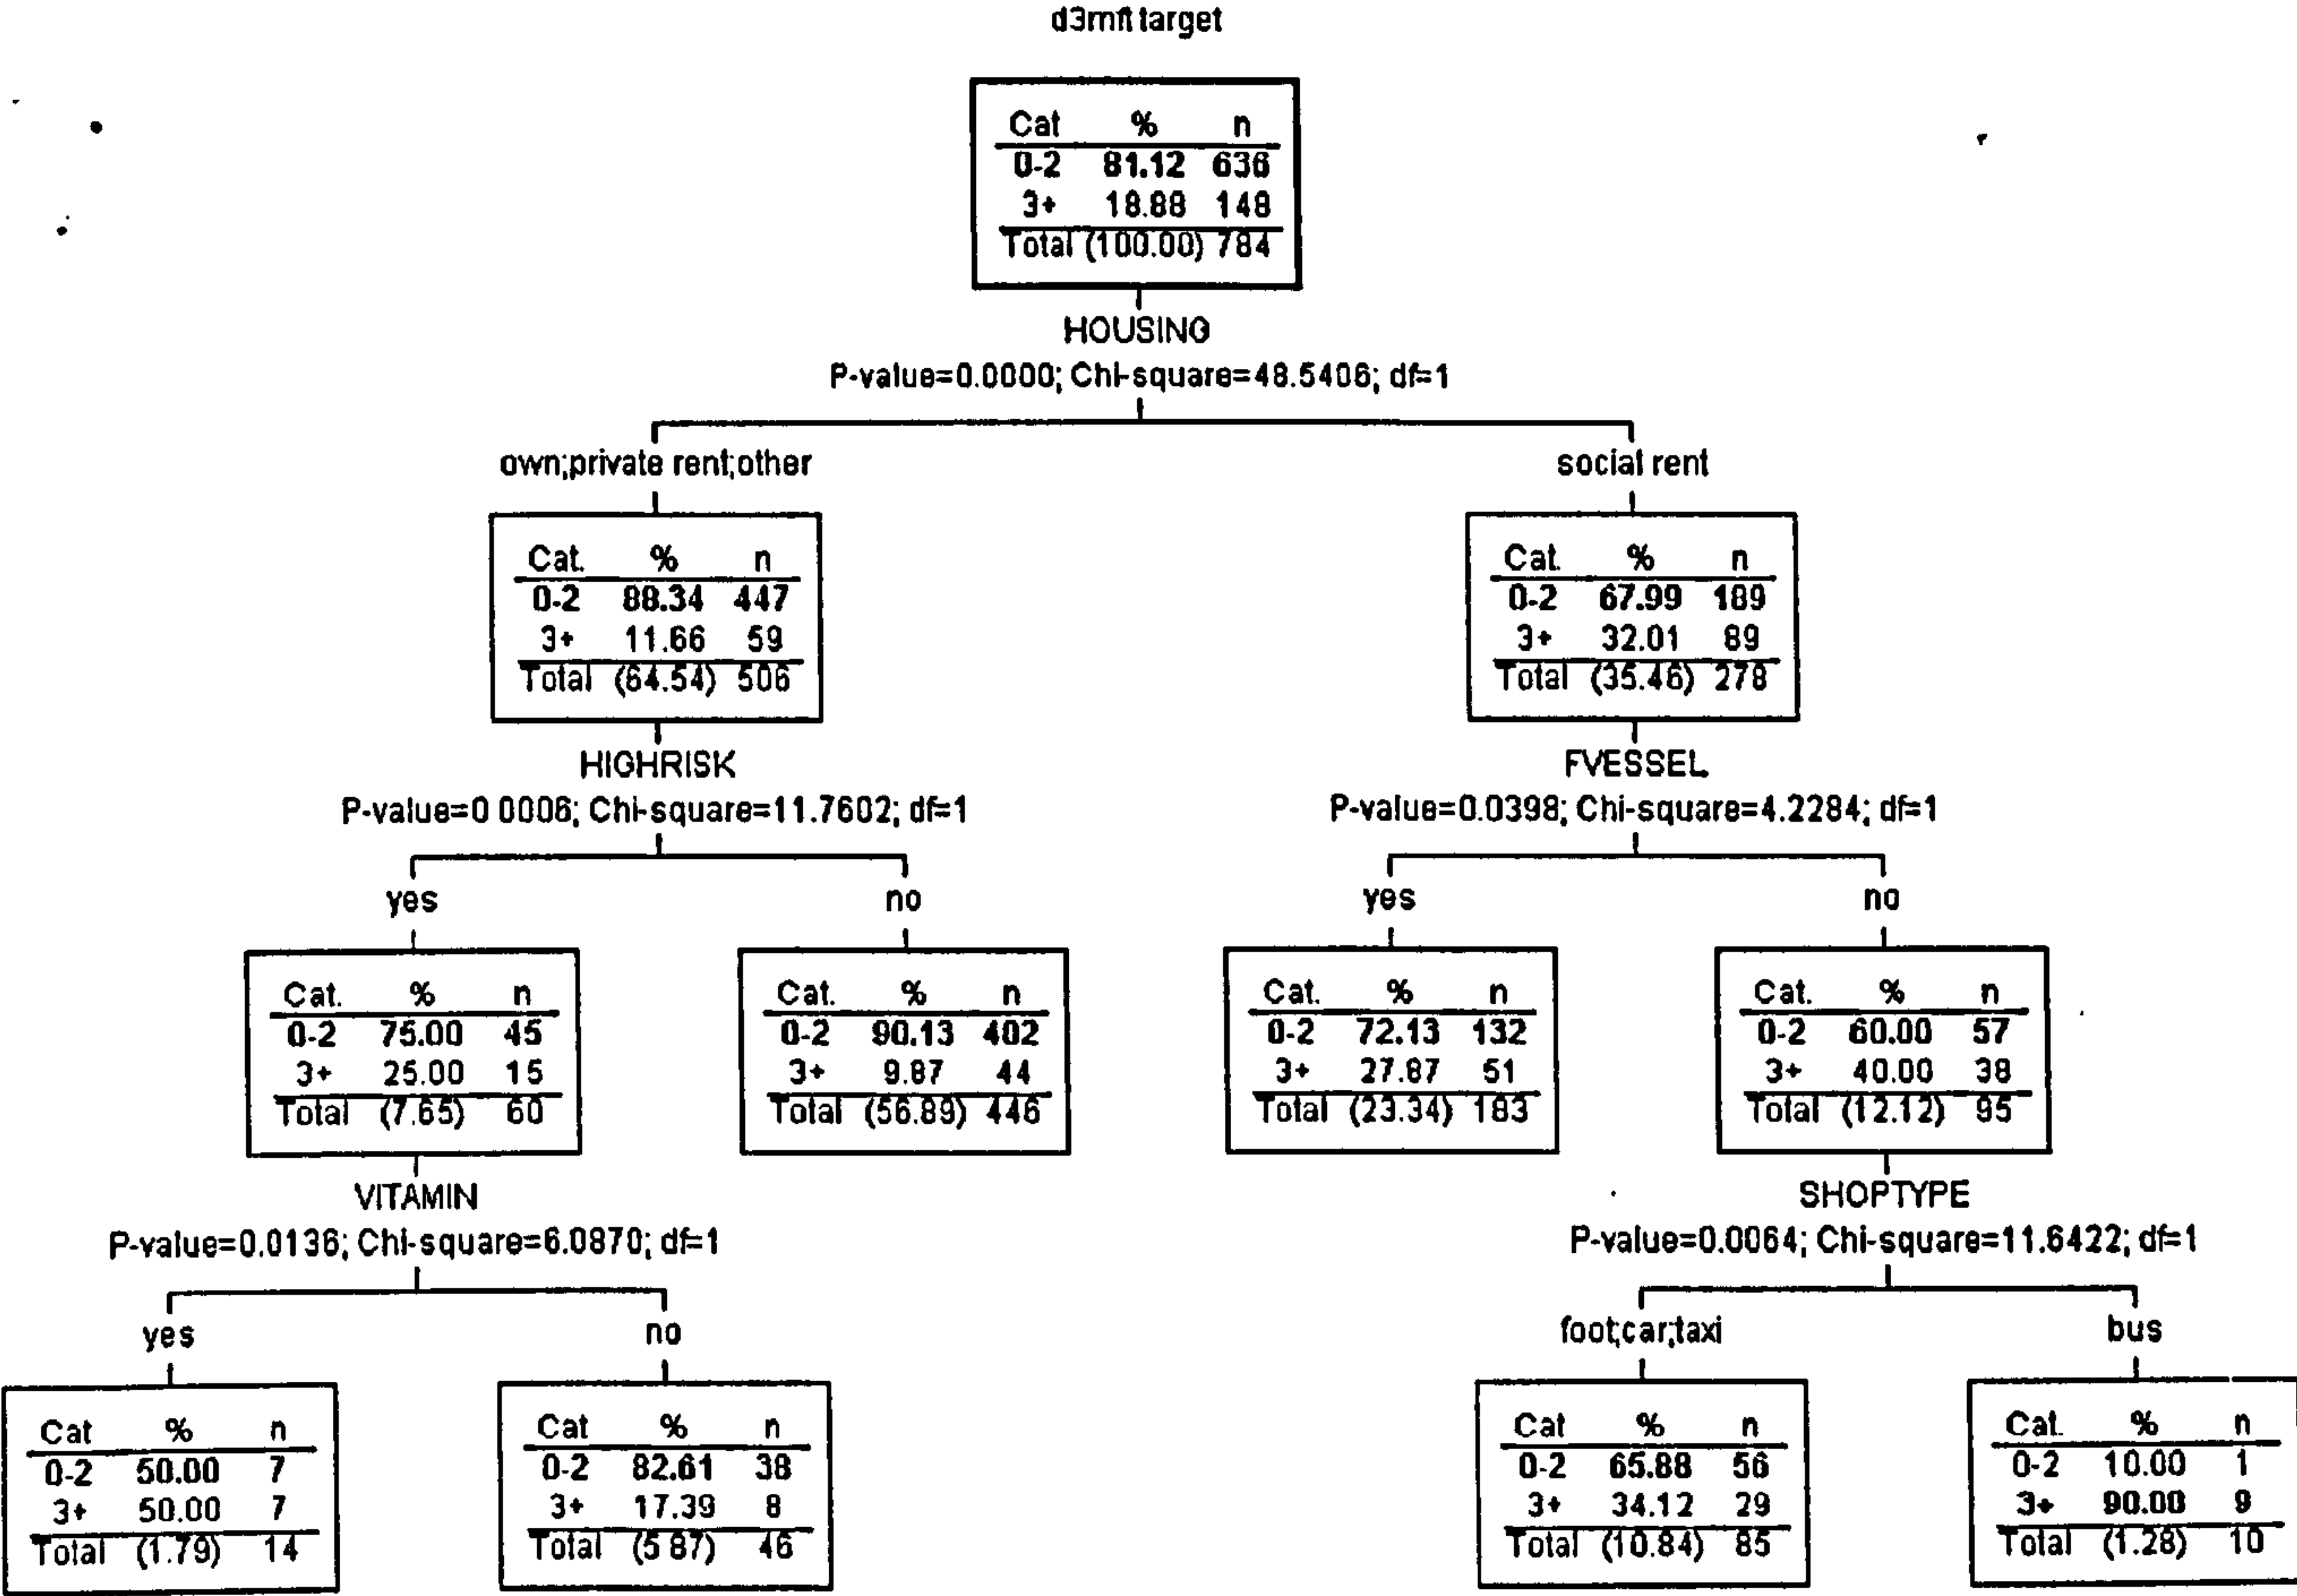 d3mft target
Cat % n
0-2 81.12 636
3+ 18.88 148
Total (100.00) 784
HOUSING
P-value=0.0000; Chi-square=48.5406; df=1
own;private rent;other
social rent
Cat. % n
0-2 88.34 447
3+ 11.66 59
Total (64.54) 506
Cat. % n
0-2 67.99 189
3+ 32.01 89
Total (35.46) 278
HIGHRISK
P-value=0 0006; Chi-square=11.7602; df=1
FVESSEL
P-value=0.0398; Chi-square=4.2284; df=1
yes
no
yes
no
Cat. % n
0-2 75.00 45
3+ 25.00 15
Total (7.65) 60
Cat. % n
0-2 90.13 402
3+ 9.87 44
Total (56.89) 446
Cat. % n
0-2 72.13 132
3+ 27.87 51
Total (23.34) 183
Cat. % n
0-2 60.00 57
3+ 40.00 38
Total (12.12) 95
VITAMIN
P-value=0.0136; Chi-square=6.0870; df=1
SHOPTYPE
P-value=0.0064; Chi-square=11.6422; df=1
yes
no
foot;car;taxi
bus
Cat % n
0-2 50.00 7
3+ 50.00 7
Total (1.79) 14
Cat % n
0-2 82.61 38
3+ 17.39 8
Total (5 87) 46
Cat % n
0-2 65.88 56
3+ 34.12 29
Total (10.84) 85
Cat. % n
0-2 10.00 1
3+ 90.00 9
Total (1.28) 10